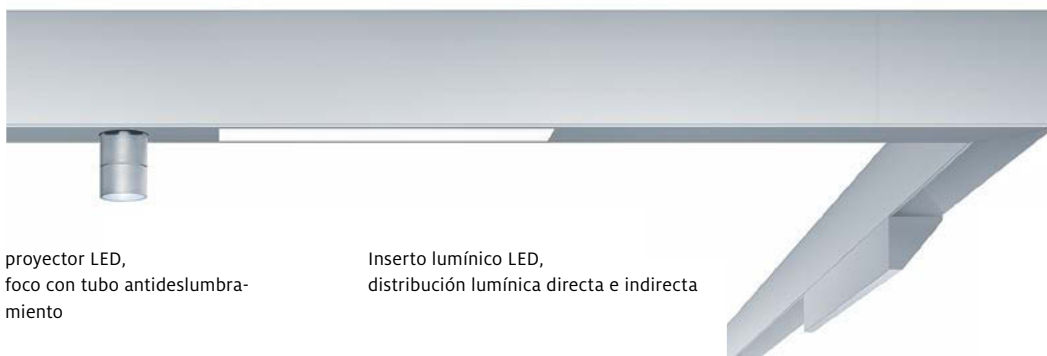 proyector LED,
foco con tubo antideslumbra-
miento
Inserto lumínico LED,
distribución lumínica directa e indirecta